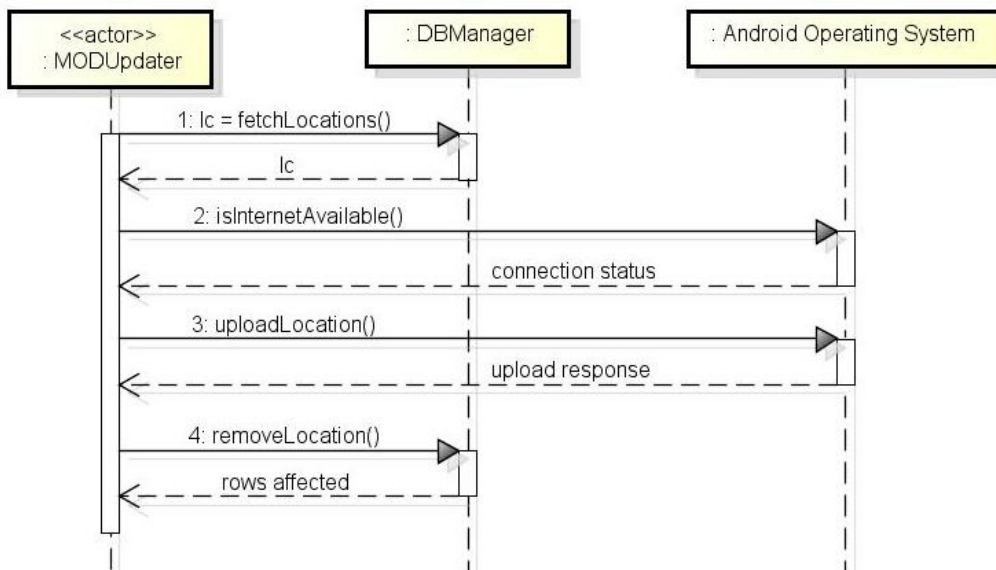 <<actor>>
: MODUpdater
: DBManager
: Android Operating System
1: lc = fetchLocations()
lc
2: isInternetAvailable()
connection status
3: uploadLocation()
upload response
4: removeLocation()
rows affected